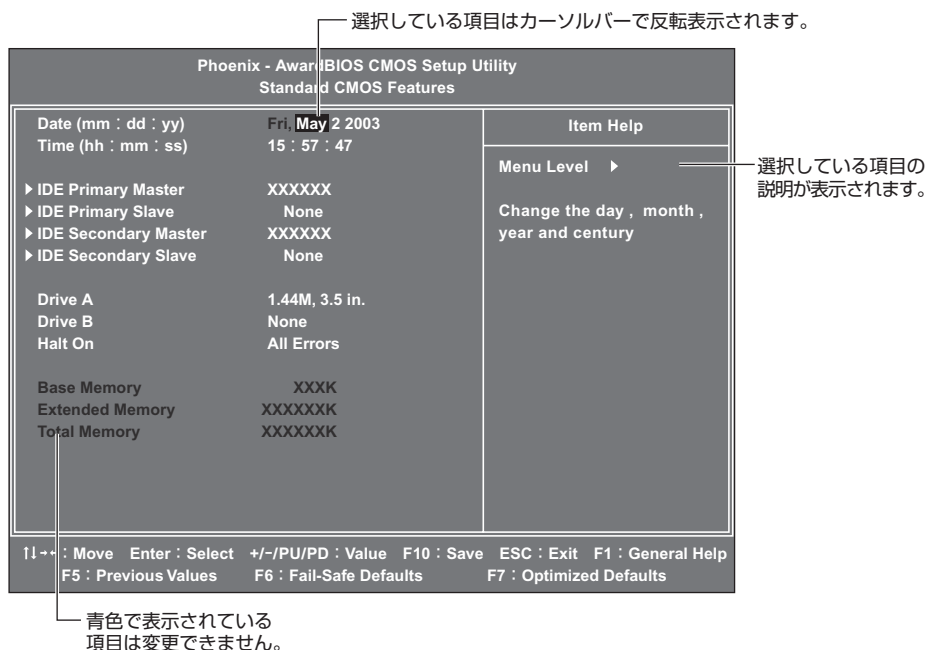 選択している項目はカーソルバーで反転表示されます。
Phoenix - AwardBIOS CMOS Setup Utility
Standard CMOS Features
Date (mm : dd : yy) Fri, May 2 2003
Time (hh : mm : ss) 15 : 57 : 47
IDE Primary Master XXXXXX
IDE Primary Slave None
IDE Secondary Master XXXXXX
IDE Secondary Slave None
Drive A 1.44M, 3.5 in.
Drive B None
Halt On All Errors
Base Memory XXXK
Extended Memory XXXXXXK
Total Memory XXXXXXK
Item Help
Menu Level ▶
Change the day , month ,
year and century
選択している項目の
説明が表示されます。
↑↓→←: Move Enter : Select +/-/PU/PD : Value F10 : Save ESC : Exit F1 : General Help
F5 : Previous Values F6 : Fail-Safe Defaults F7 : Optimized Defaults
青色で表示されている
項目は変更できません。